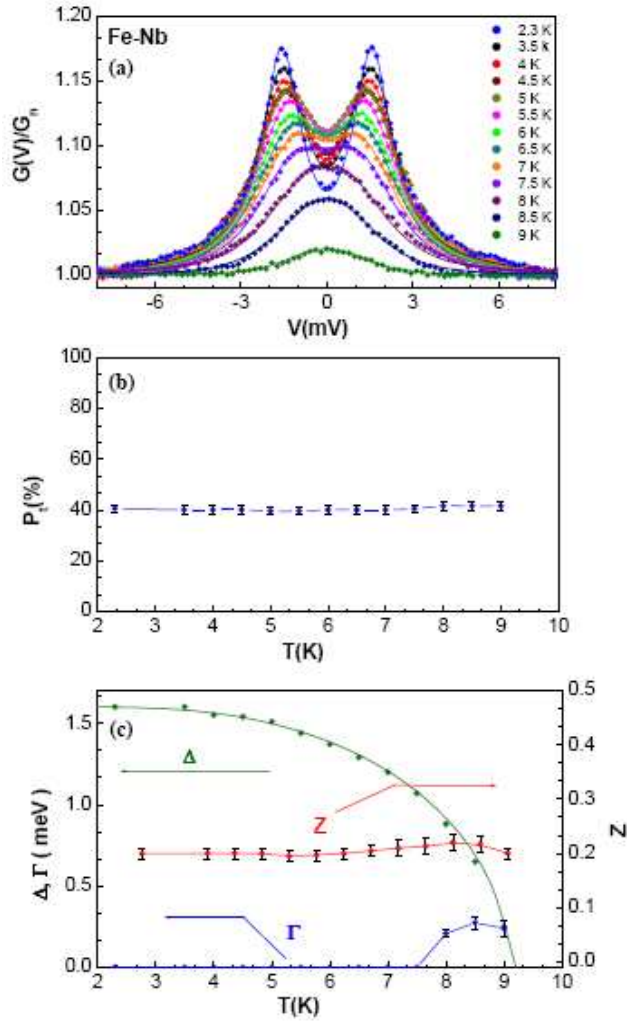 Fe-Nb
(a)
2.3 K
3.5 k
4 K
4.5 K
5 K
5.5 K
6 K
6.5 K
7 K
7.5 K
8 K
8.5 K
9 K
1.20
1.15
1.10
1.05
1.00
G(V)/Gn
-6 -3 0 3 6
V(mV)
(b)
100
80
60
40
20
0
Pt(%)
2 3 4 5 6 7 8 9 10
T(K)
(c)
1.5
1.0
0.5
0.0
Δ, Γ ( meV)
Δ
Z
Γ
0.5
0.4
0.3
0.2
0.1
0.0
Z
2 3 4 5 6 7 8 9 10
T(K)